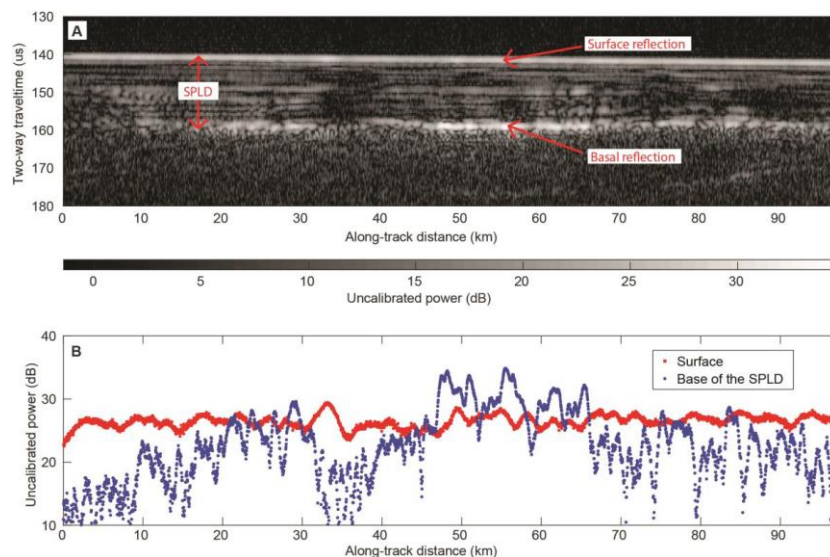 130
140
150
160
170
180
Two-way traveltime (us)
A
Surface reflection
SPLD
Basal reflection
0 10 20 30 40 50 60 70 80 90
Along-track distance (km)
0 5 10 15 20 25 30
Uncalibrated power (dB)
B
40
30
20
10
Uncalibrated power (dB)
Surface
Base of the SPLD
0 10 20 30 40 50 60 70 80 90
Along-track distance (km)